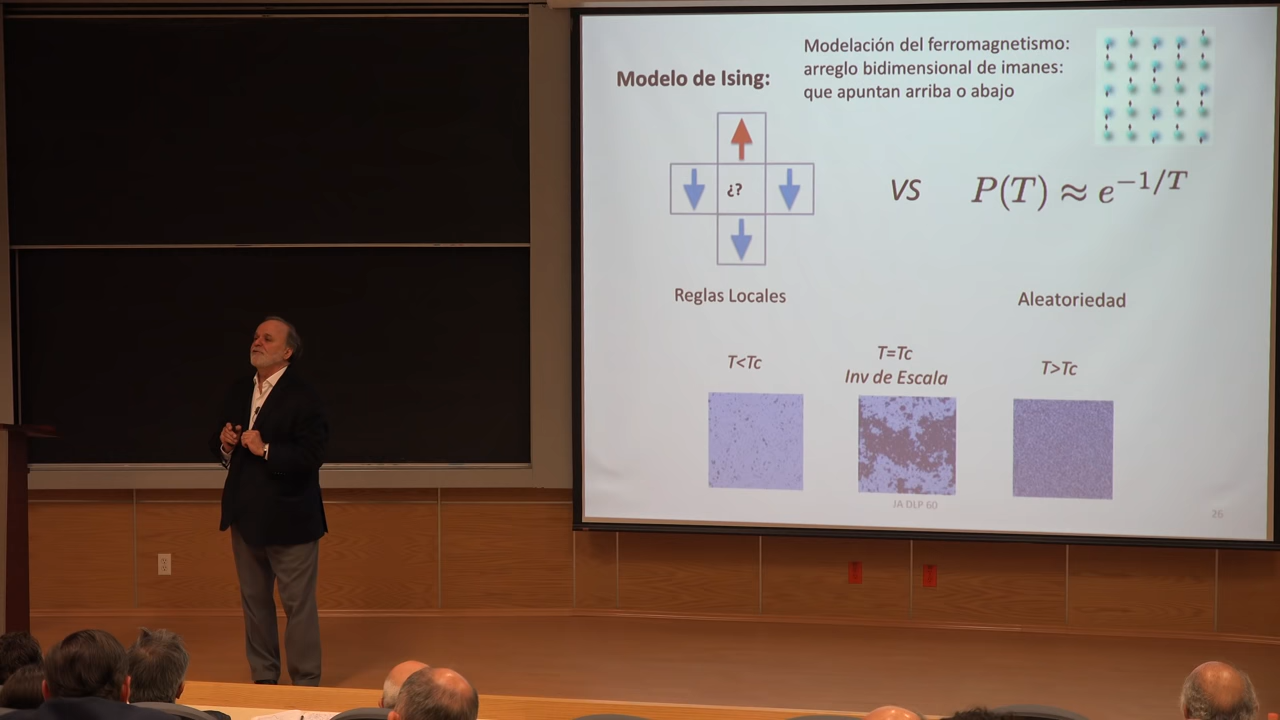 Modelo de Ising:
Modelación del ferromagnetismo:
arreglo bidimensional de imanes:
que apuntan arriba o abajo
¿?
VS
P(T) ≈ e^{-1/T}
Reglas Locales
Aleatoriedad
T<Tc
T=Tc
Inv de Escala
T>Tc
JA DLP 60
26